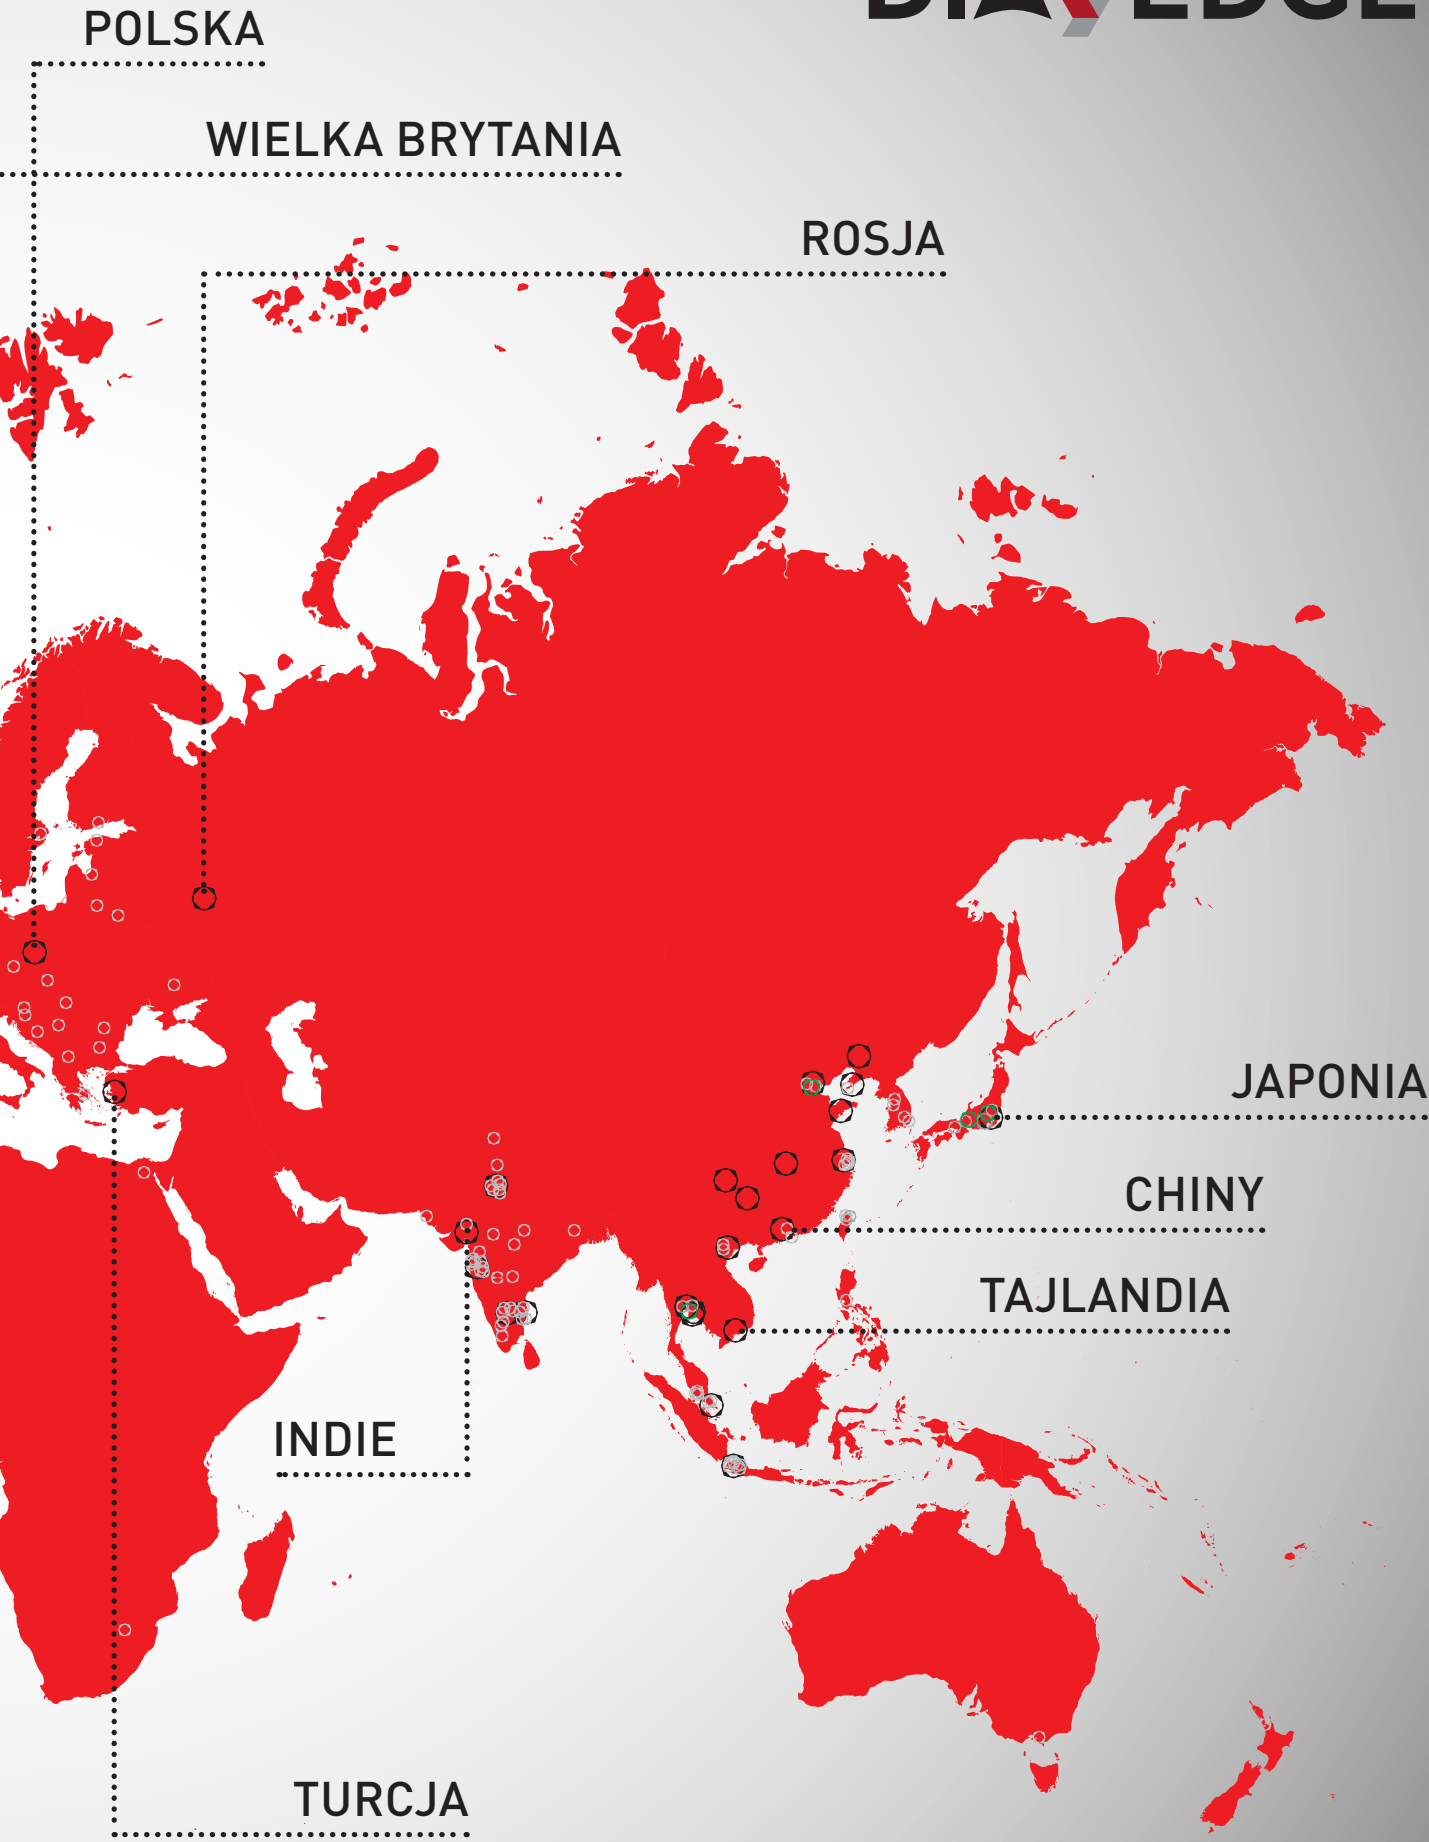 POLSKA
WIELKA BRYTANIA
ROSJA
JAPONIA
CHINY
TAJLANDIA
INDIE
TURCJA